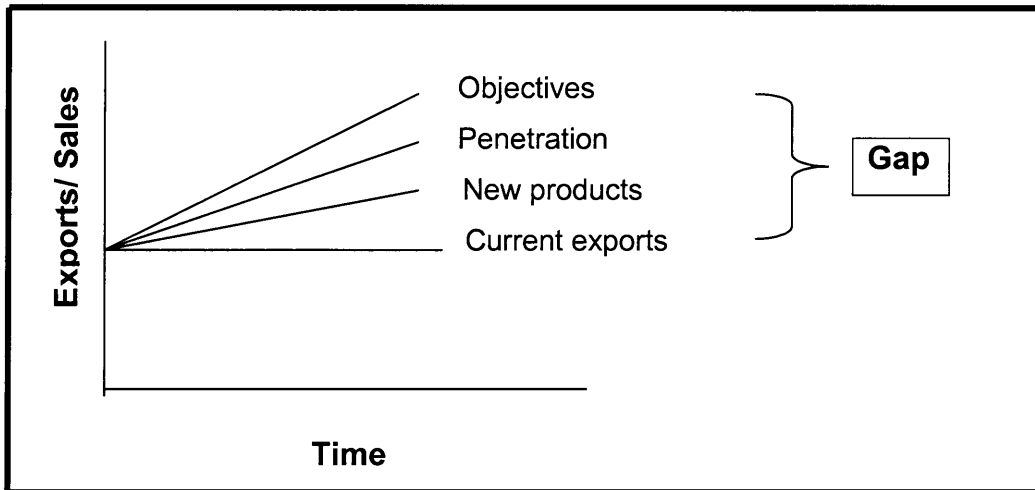 Exports/ Sales
Objectives
Penetration
New products
Current exports
Gap
Time